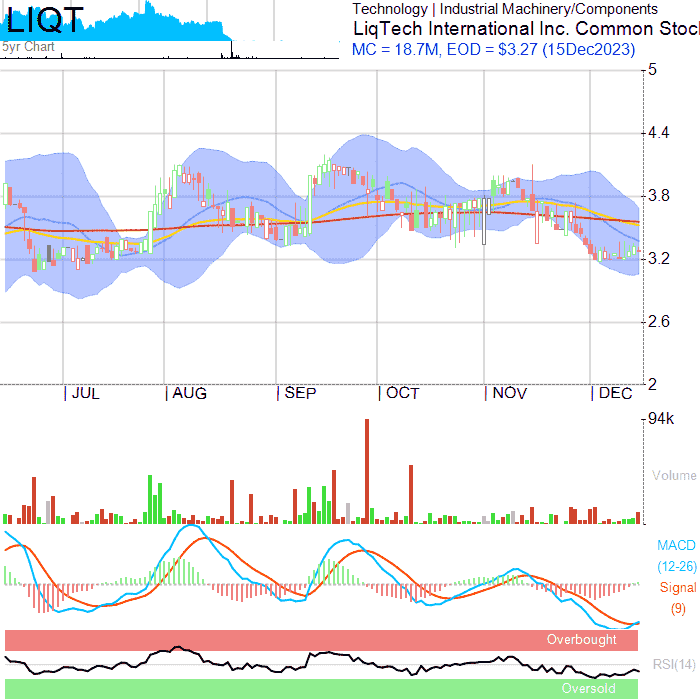 LIQT
5yr Chart
Technology | Industrial Machinery/Components
LiqTech International Inc. Common Stoc
MC = 18.7M, EOD = $3.27 (15Dec2023)
5
4.4
3.8
3.2
2.6
2
JUL AUG SEP OCT NOV DEC
94k
Volume
MACD
(12-26)
Signal
(9)
Overbought
RSI(14)
Oversold